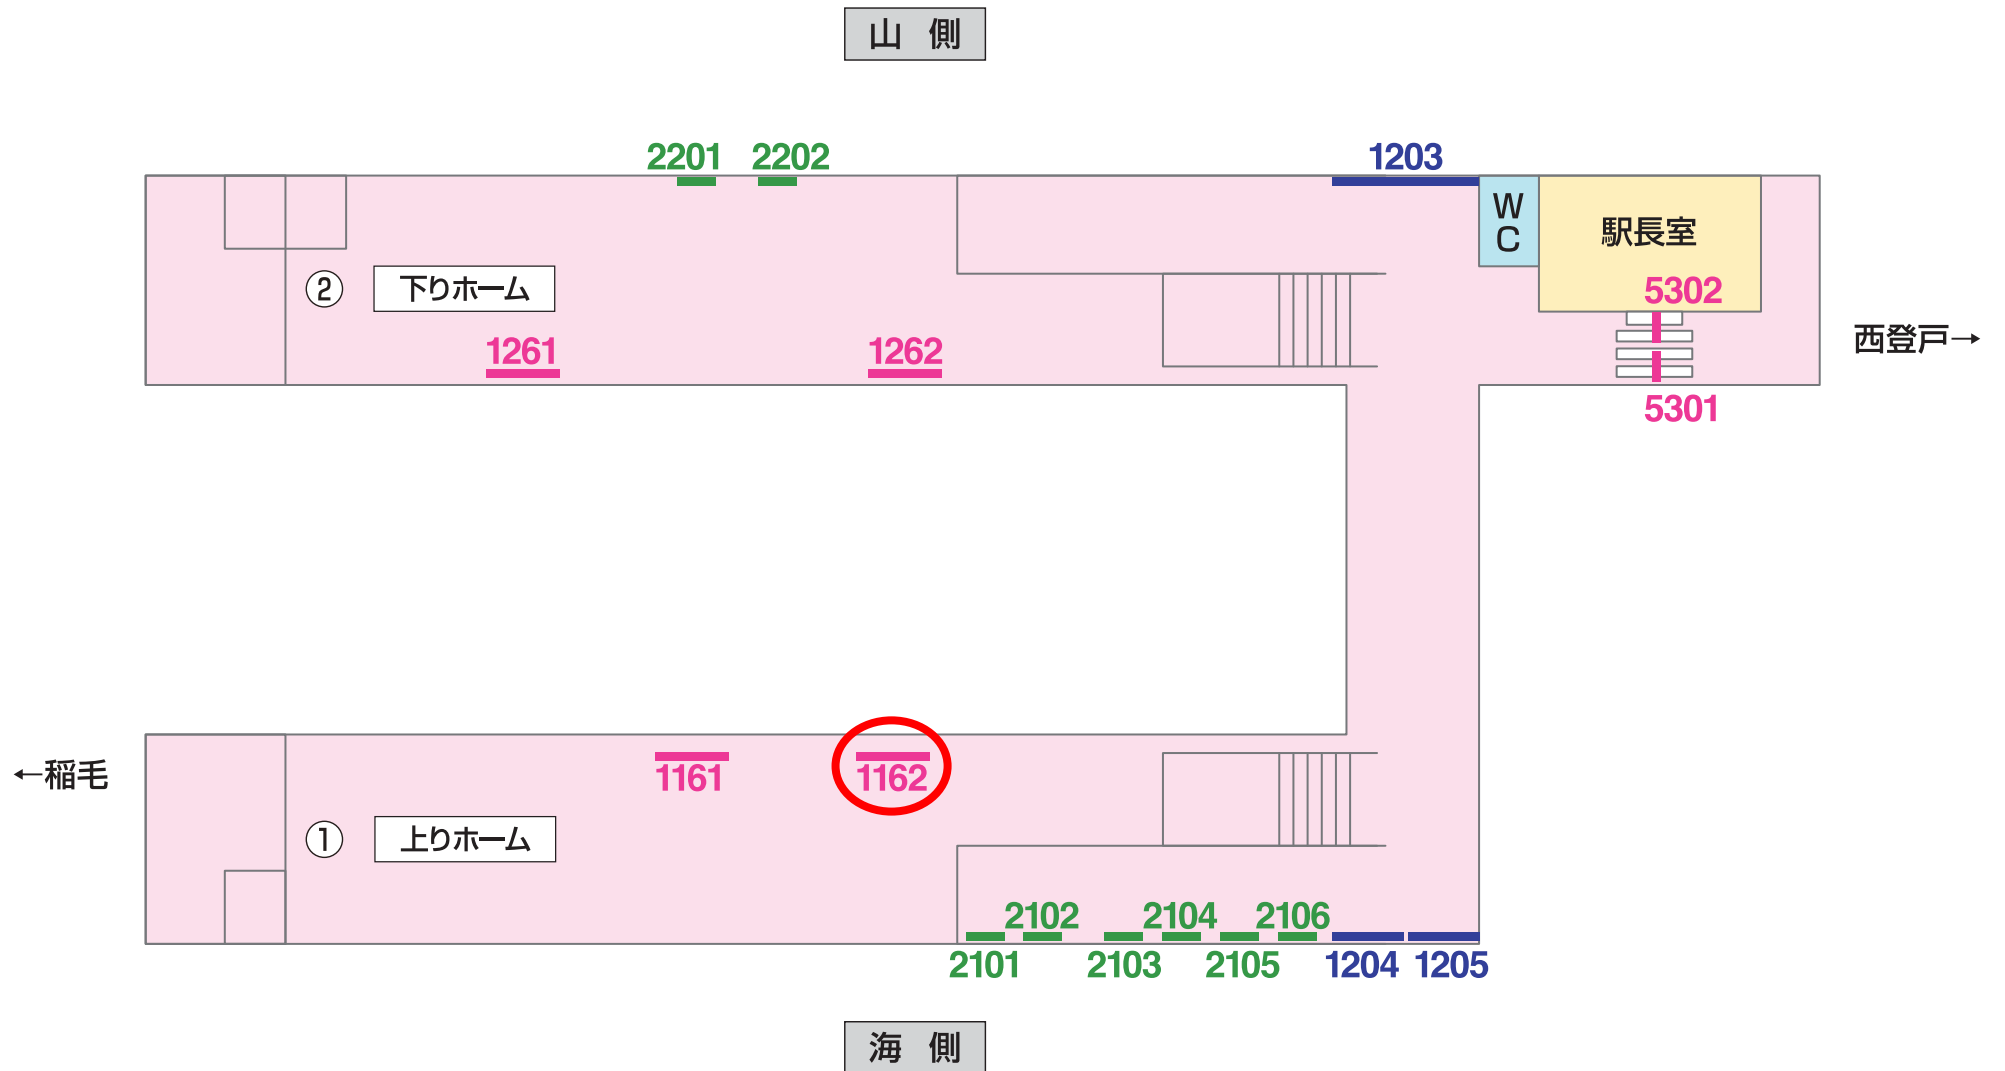 山 側
2201 2202 1203
WC
駅長室
② 下りホーム
5302
1261 1262
西登戸→
5301
←稲毛
1161 1162
① 上りホーム
2102 2104 2106
2101 2103 2105 1204 1205
海 側